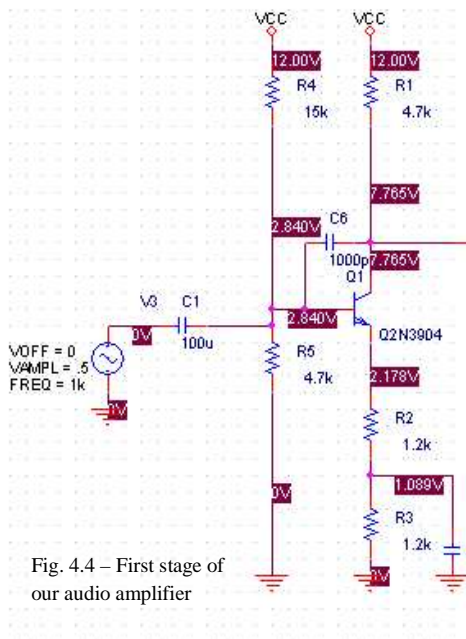 VCC
VCC
12.00V
12.00V
R4
R1
15k
4.7k
7.765V
2.840V
C6
1000p
7.765V
Q1
V3
C1
2.840V
0V
100u
Q2N3904
VOFF = 0
VAMPL = .5
FREQ = 1k
R5
4.7k
2.178V
0V
R2
1.2k
0V
1.089V
R3
1.2k
0V
Fig. 4.4 – First stage of
our audio amplifier